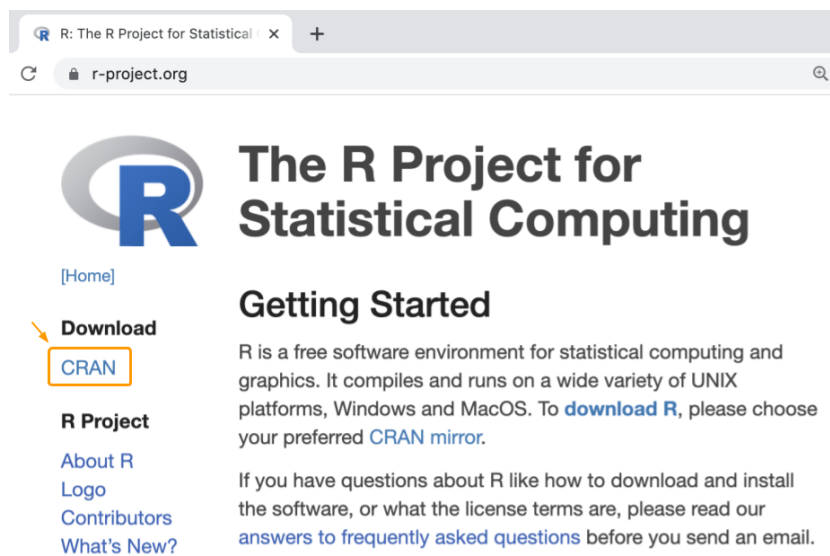 R: The R Project for Statistical
r-project.org
R
The R Project for
Statistical Computing
[Home]
Download
CRAN
R Project
About R
Logo
Contributors
What's New?
Getting Started
R is a free software environment for statistical computing and
graphics. It compiles and runs on a wide variety of UNIX
platforms, Windows and MacOS. To download R, please choose
your preferred CRAN mirror.
If you have questions about R like how to download and install
the software, or what the license terms are, please read our
answers to frequently asked questions before you send an email.